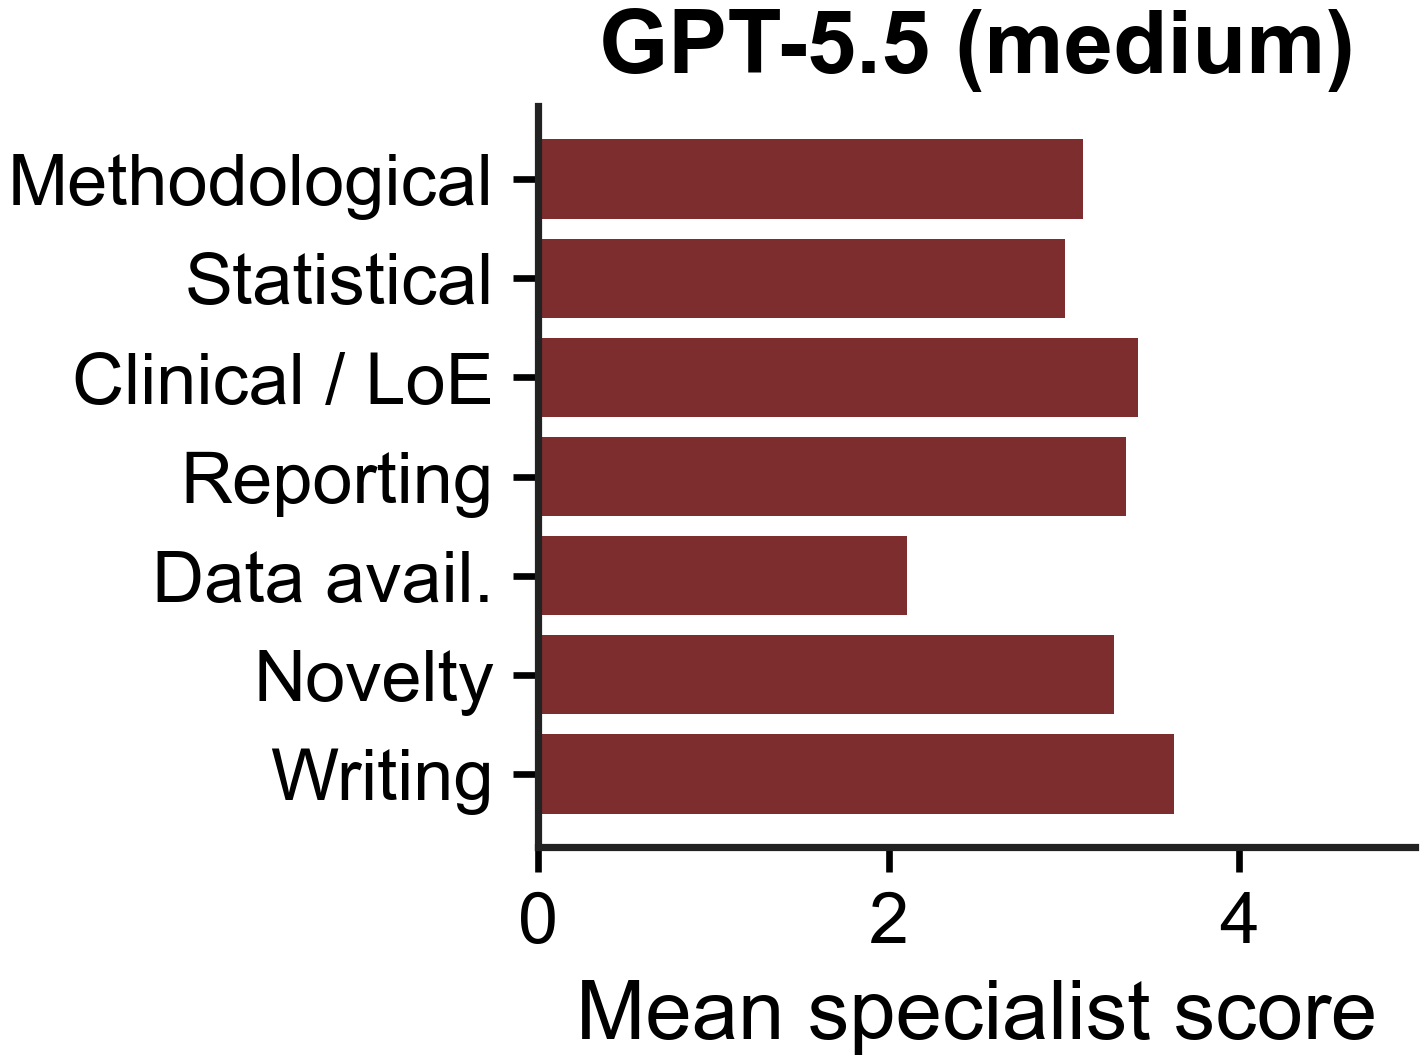 GPT-5.5 (medium)
Methodological
Statistical
Clinical / LoE
Reporting
Data avail.
Novelty
Writing
0 2 4
Mean specialist score